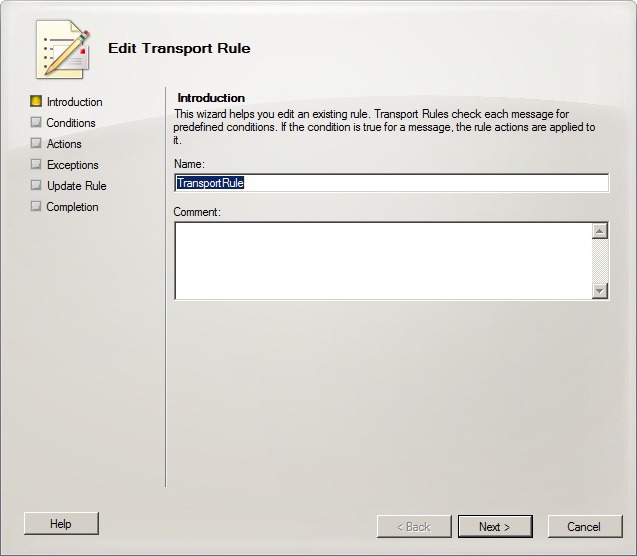 Edit Transport Rule
Introduction
Conditions
Actions
Exceptions
Update Rule
Completion
Introduction
This wizard helps you edit an existing rule. Transport Rules check each message for
predefined conditions. If the condition is true for a message, the rule actions are applied to
it.
Name:
TransportRule
Comment:
Help
< Back
Next >
Cancel